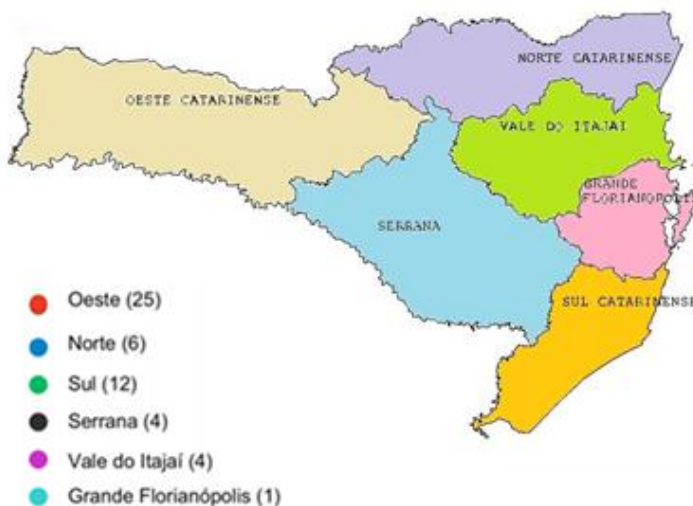 NORTE CATARINENSE
OESTE CATARINENSE
VALE DO ITAJAI
GRANDE
FLORIANOPOLIS
SERRANA
SUL CATARINENSE
Oeste (25)
Norte (6)
Sul (12)
Serrana (4)
Vale do Itajaí (4)
Grande Florianópolis (1)